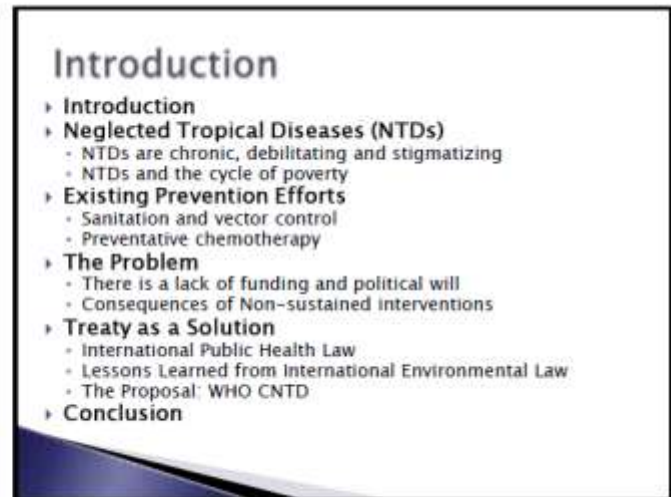 Introduction
Introduction
Neglected Tropical Diseases (NTDs)
NTDs are chronic, debilitating and stigmatizing
NTDs and the cycle of poverty
Existing Prevention Efforts
Sanitation and vector control
Preventative chemotherapy
The Problem
There is a lack of funding and political will
Consequences of Non-sustained interventions
Treaty as a Solution
International Public Health Law
Lessons Learned from International Environmental Law
The Proposal: WHO CNTD
Conclusion